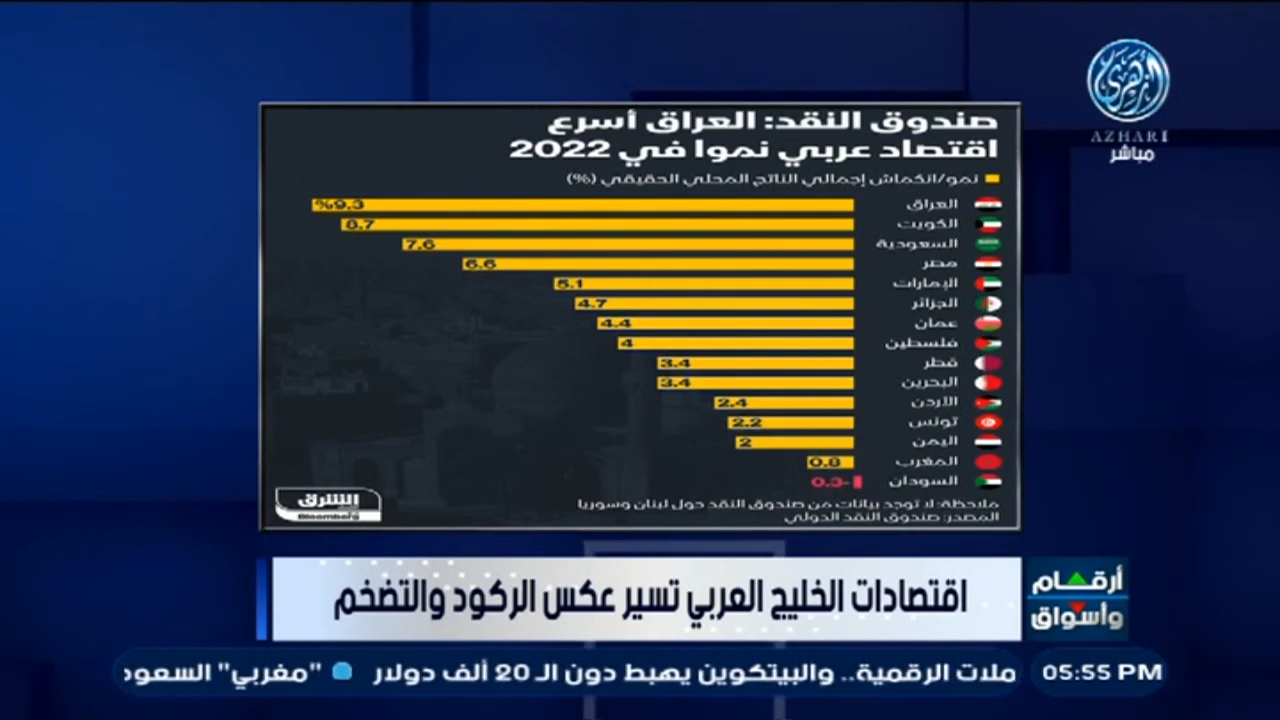 أزهري
AZHARI
مباشر
صندوق النقد: العراق أسرع
اقتصاد عربي نموا في 2022
نمو/انكماش إجمالي الناتج المحلي الحقيقي (%)
العراق %9.3
الكويت 8.7
السعودية 7.6
مصر 6.6
الإمارات 5.1
الجزائر 4.7
عمان 4.4
فلسطين 4
قطر 3.4
البحرين 3.4
الأردن 2.4
تونس 2.2
اليمن 2
المغرب 0.8
السودان 0.3-
ملاحظة: لا توجد بيانات من صندوق النقد حول لبنان وسوريا
المصدر: صندوق النقد الدولي
الشرق
Bloomberg
أرقام
وأسواق
اقتصادات الخليج العربي تسير عكس الركود والتضخم
05:55 PM
ملات الرقمية.. والبيتكوين يهبط دون الـ 20 ألف دولار "مغربي" السعود